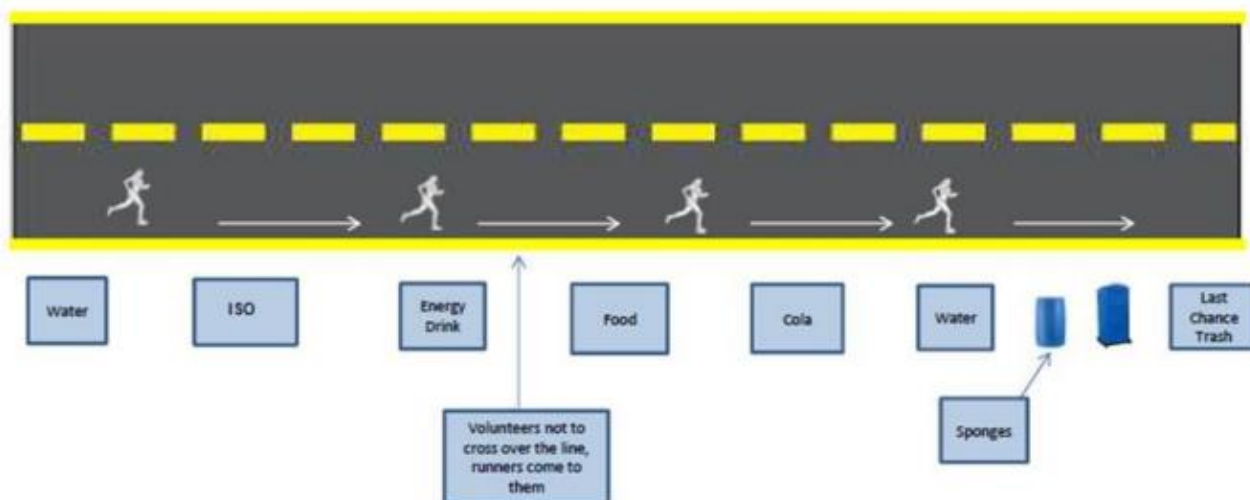 Water
ISO
Energy
Drink
Food
Cola
Water
Last
Chance
Trash
Sponges
Volunteers not to
cross over the line,
runners come to
them